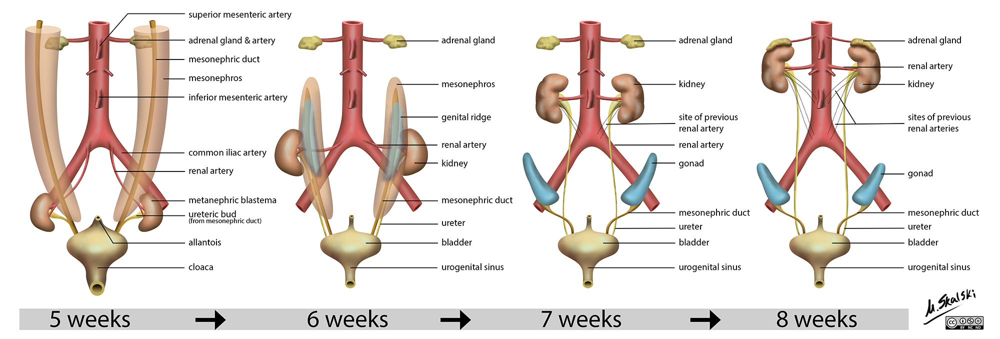 superior mesenteric artery
adrenal gland & artery
mesonephric duct
mesonephros
inferior mesenteric artery
common iliac artery
renal artery
metanephric blastema
ureteric bud
(from mesonephric duct)
allantois
cloaca
adrenal gland
mesonephros
genital ridge
renal artery
kidney
mesonephric duct
ureter
bladder
urogenital sinus
adrenal gland
kidney
site of previous
renal artery
renal artery
gonad
mesonephric duct
ureter
bladder
urogenital sinus
adrenal gland
renal artery
kidney
sites of previous
renal arteries
gonad
mesonephric duct
ureter
bladder
urogenital sinus
5 weeks
6 weeks
7 weeks
8 weeks
M. Skalski
cc
BY NC ND